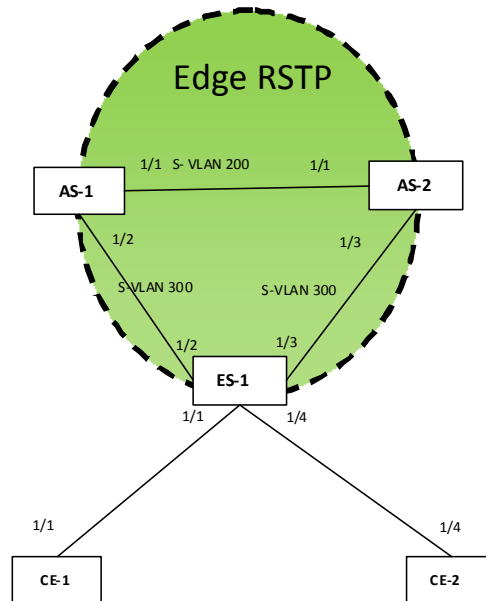 Edge RSTP
1/1 S- VLAN 200 1/1
AS-1
AS-2
1/2
1/3
S-VLAN 300
S-VLAN 300
1/2
1/3
ES-1
1/1
1/4
1/1
1/4
CE-1
CE-2